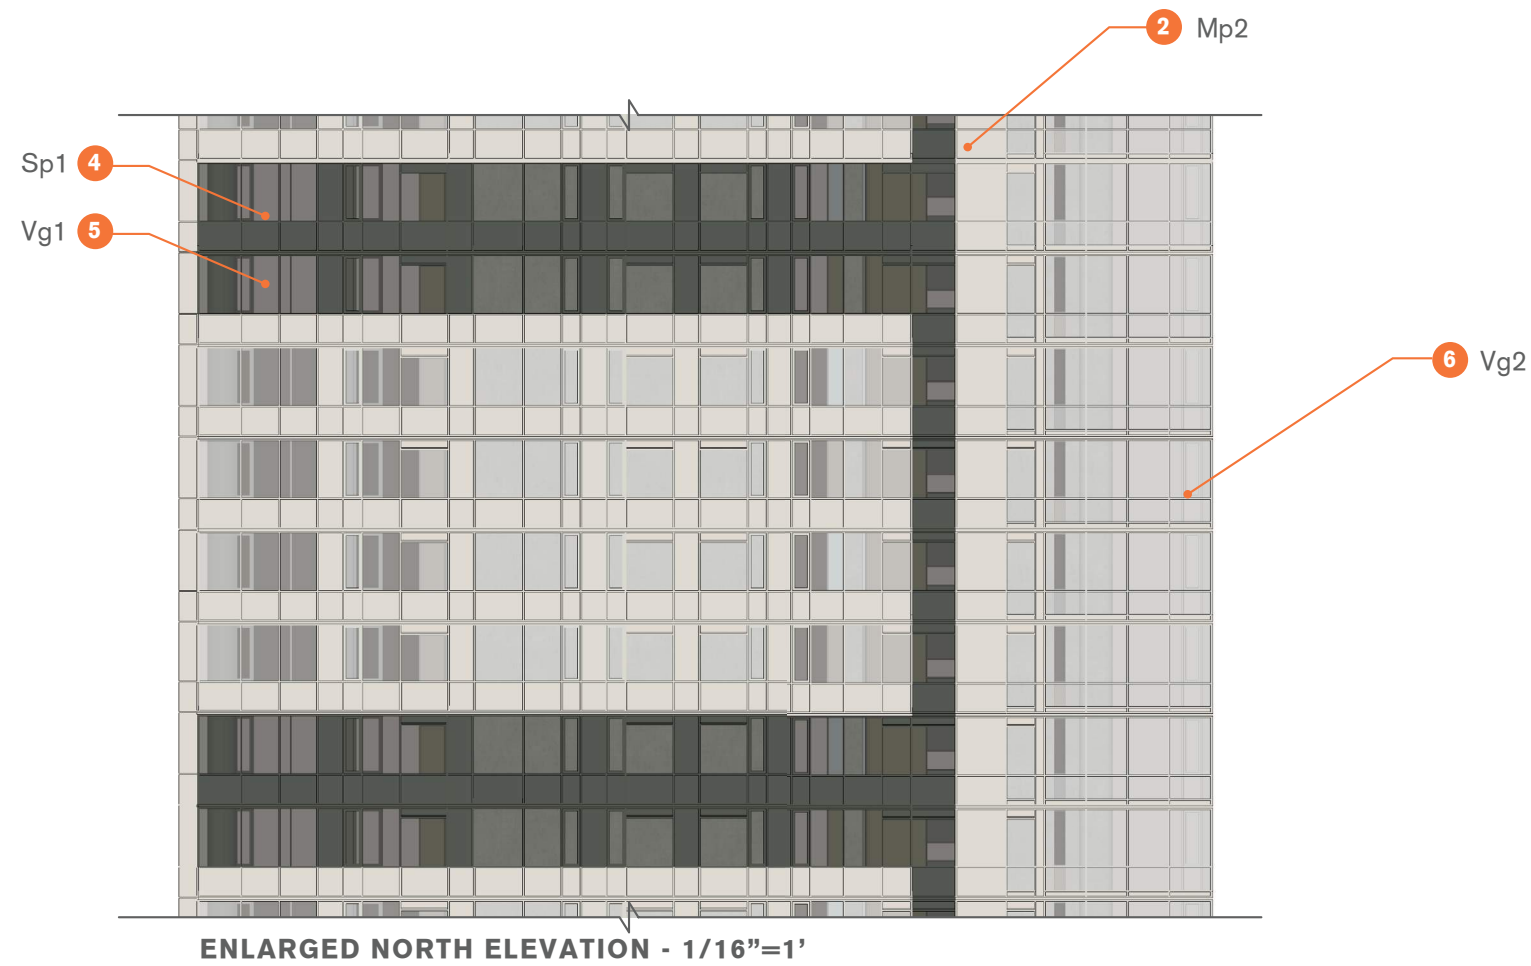 2 Mp2
Sp1 4
Vg1 5
6 Vg2
ENLARGED NORTH ELEVATION - 1/16”=1’